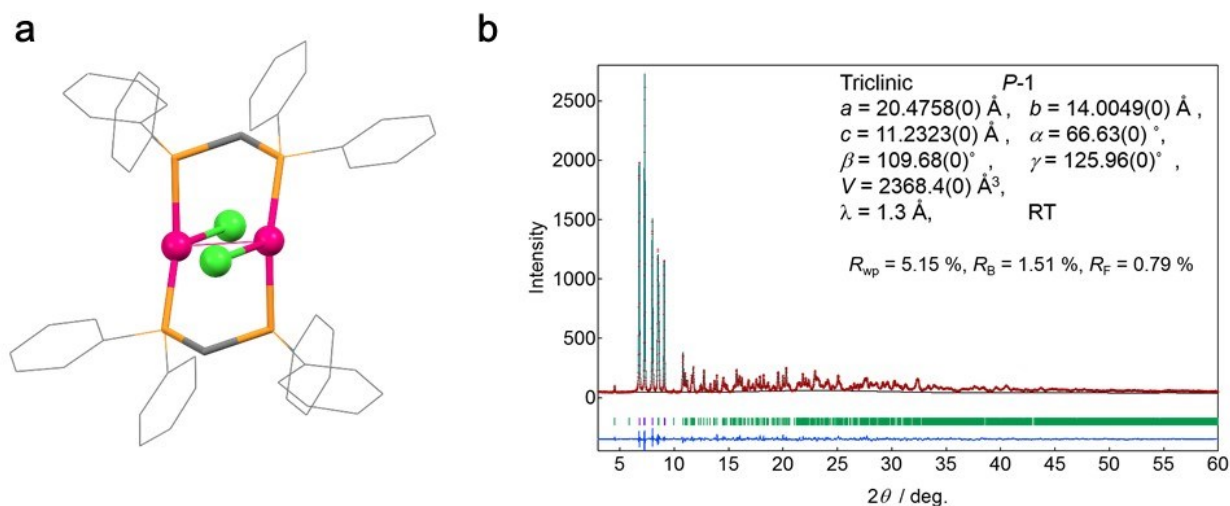 a
b
Triclinic P-1
a = 20.4758(0) Å, b = 14.0049(0) Å,
c = 11.2323(0) Å, α = 66.63(0) °,
β = 109.68(0)° , γ = 125.96(0)° ,
V = 2368.4(0) Å³,
λ = 1.3 Å, RT
Rwp = 5.15 %, RB = 1.51 %, RF = 0.79 %
Intensity
2500
2000
1500
1000
500
0
5 10 15 20 25 30 35 40 45 50 55 60
2θ / deg.